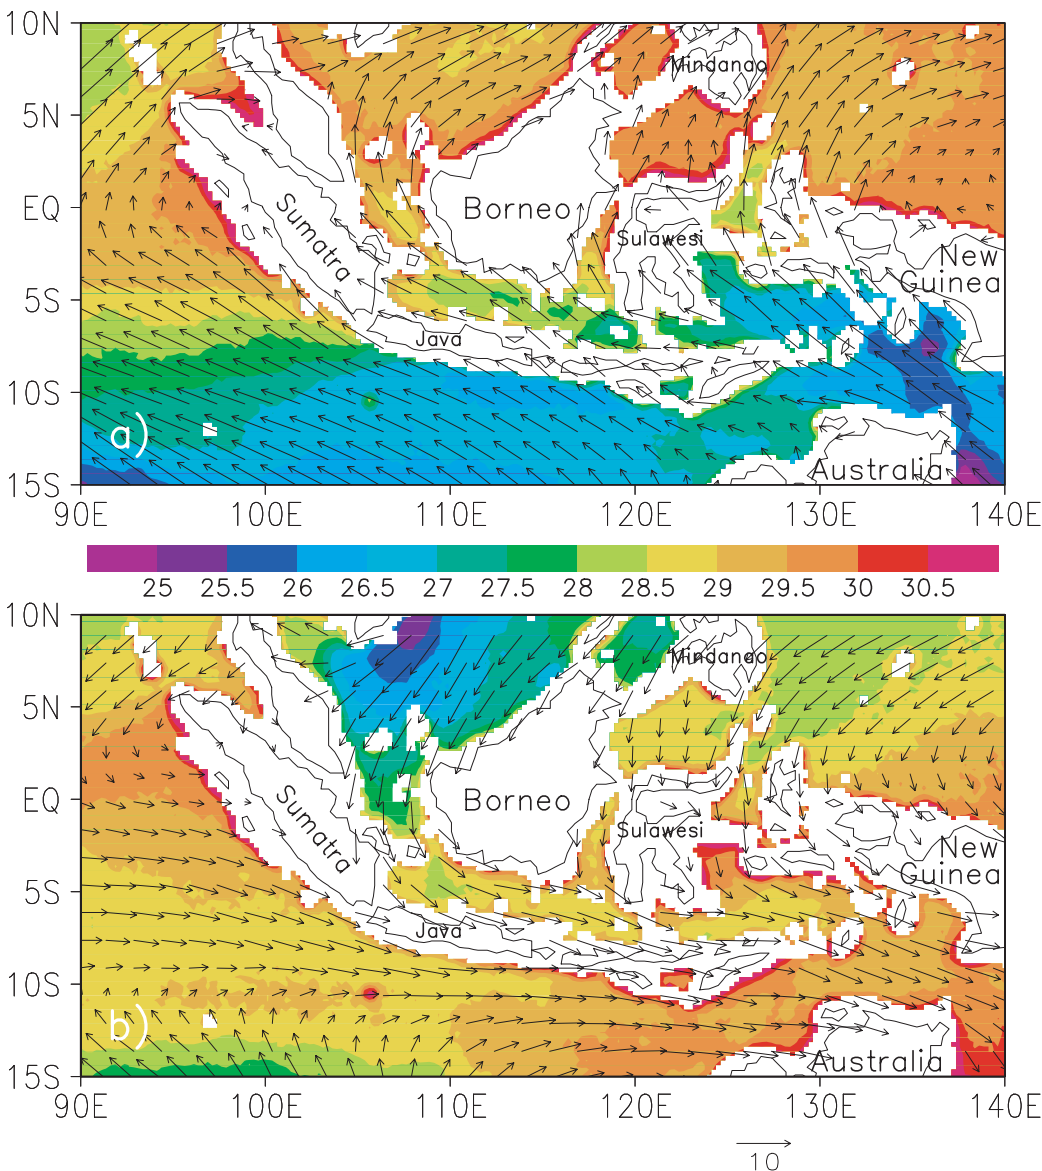 10N
Mindanao
5N
EQ
Sumatra
Borneo
Sulawesi
New
Guinea
5S
Java
10S
a)
Australia
15S
90E 100E 110E 120E 130E 140E
25 25.5 26 26.5 27 27.5 28 28.5 29 29.5 30 30.5
10N
Mindanao
5N
EQ
Sumatra
Borneo
Sulawesi
New
Guinea
5S
Java
10S
b)
Australia
15S
90E 100E 110E 120E 130E 140E
10